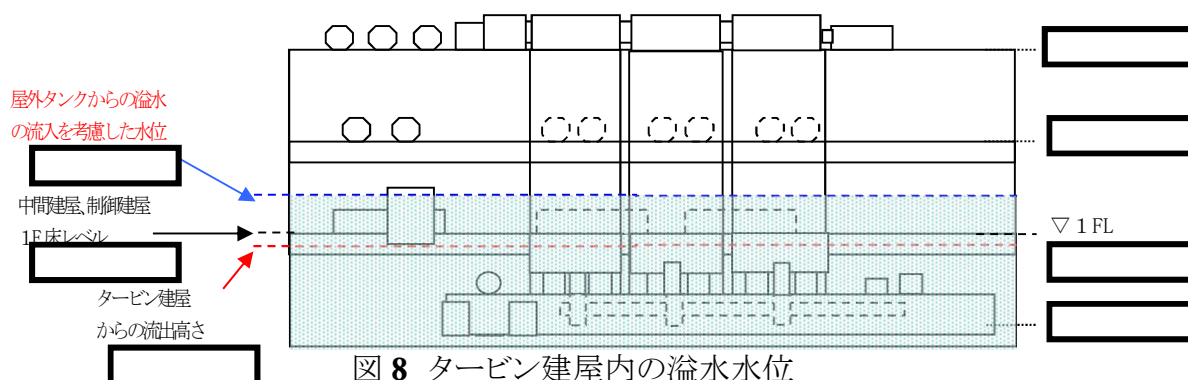 屋外タンクからの溢水
の流入を考慮した水位
中間建屋、制御建屋
1F床レベル
▽1FL
タービン建屋
からの流出高さ
図 8 タービン建屋内の溢水水位